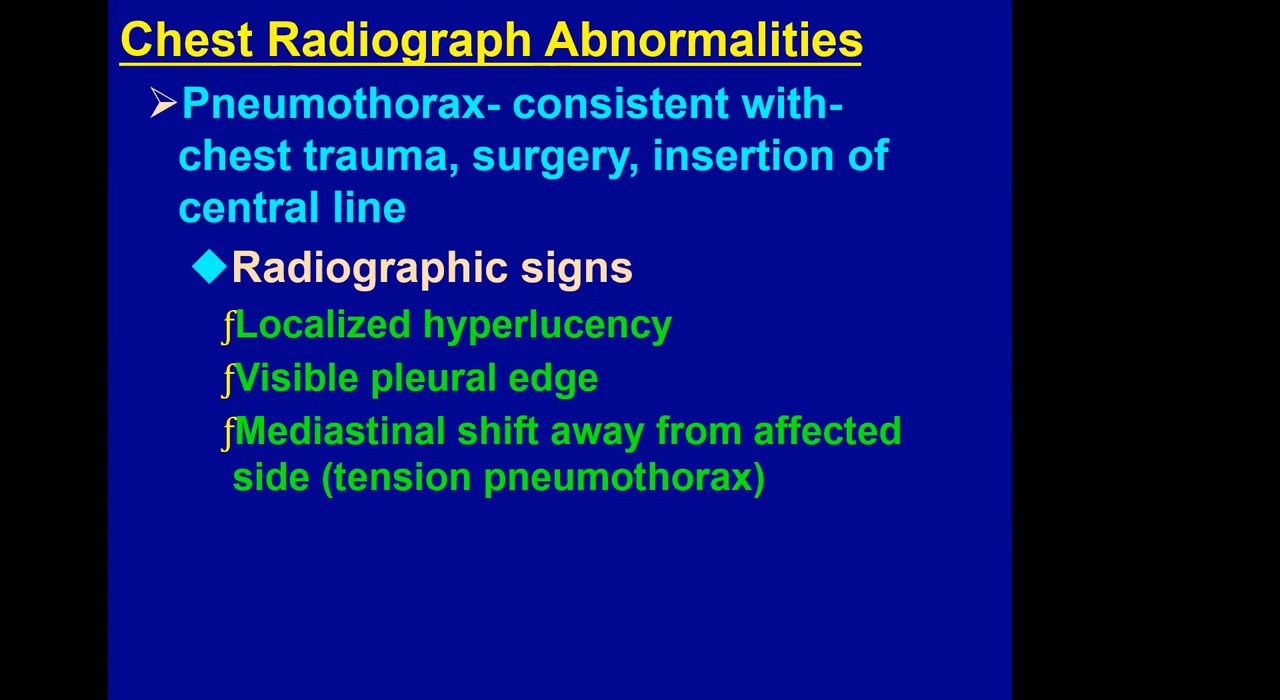 Chest Radiograph Abnormalities
➢Pneumothorax- consistent with-
chest trauma, surgery, insertion of
central line
◆Radiographic signs
ƒLocalized hyperlucency
ƒVisible pleural edge
ƒMediastinal shift away from affected
side (tension pneumothorax)